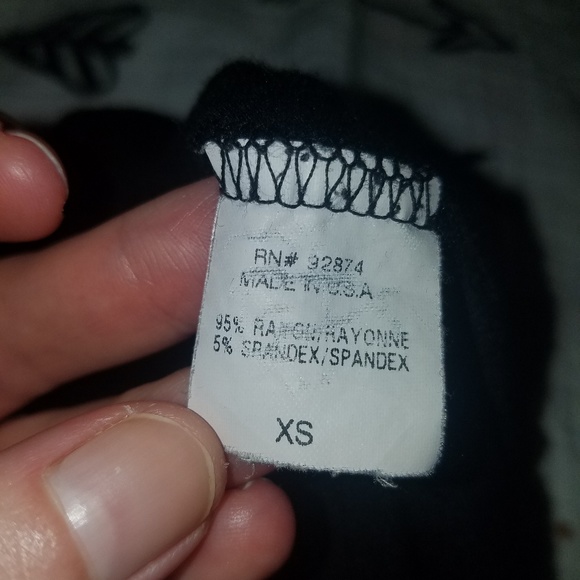 RN# 92874
MADE IN U.S.A
95% RAYON/RAYONNE
5% SPANDEX/SPANDEX
XS